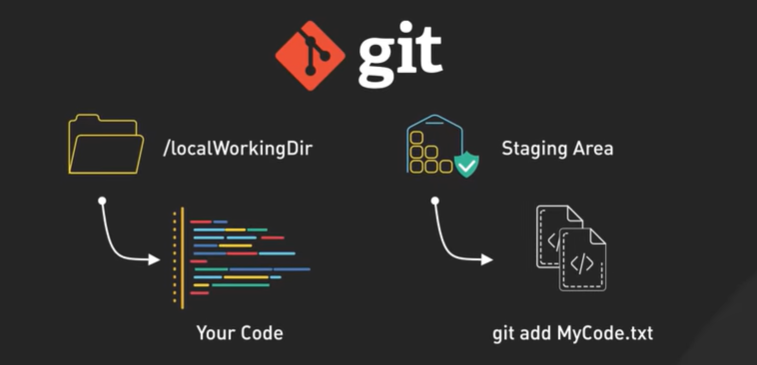 git
/localWorkingDir
Staging Area
Your Code
</>
git add MyCode.txt